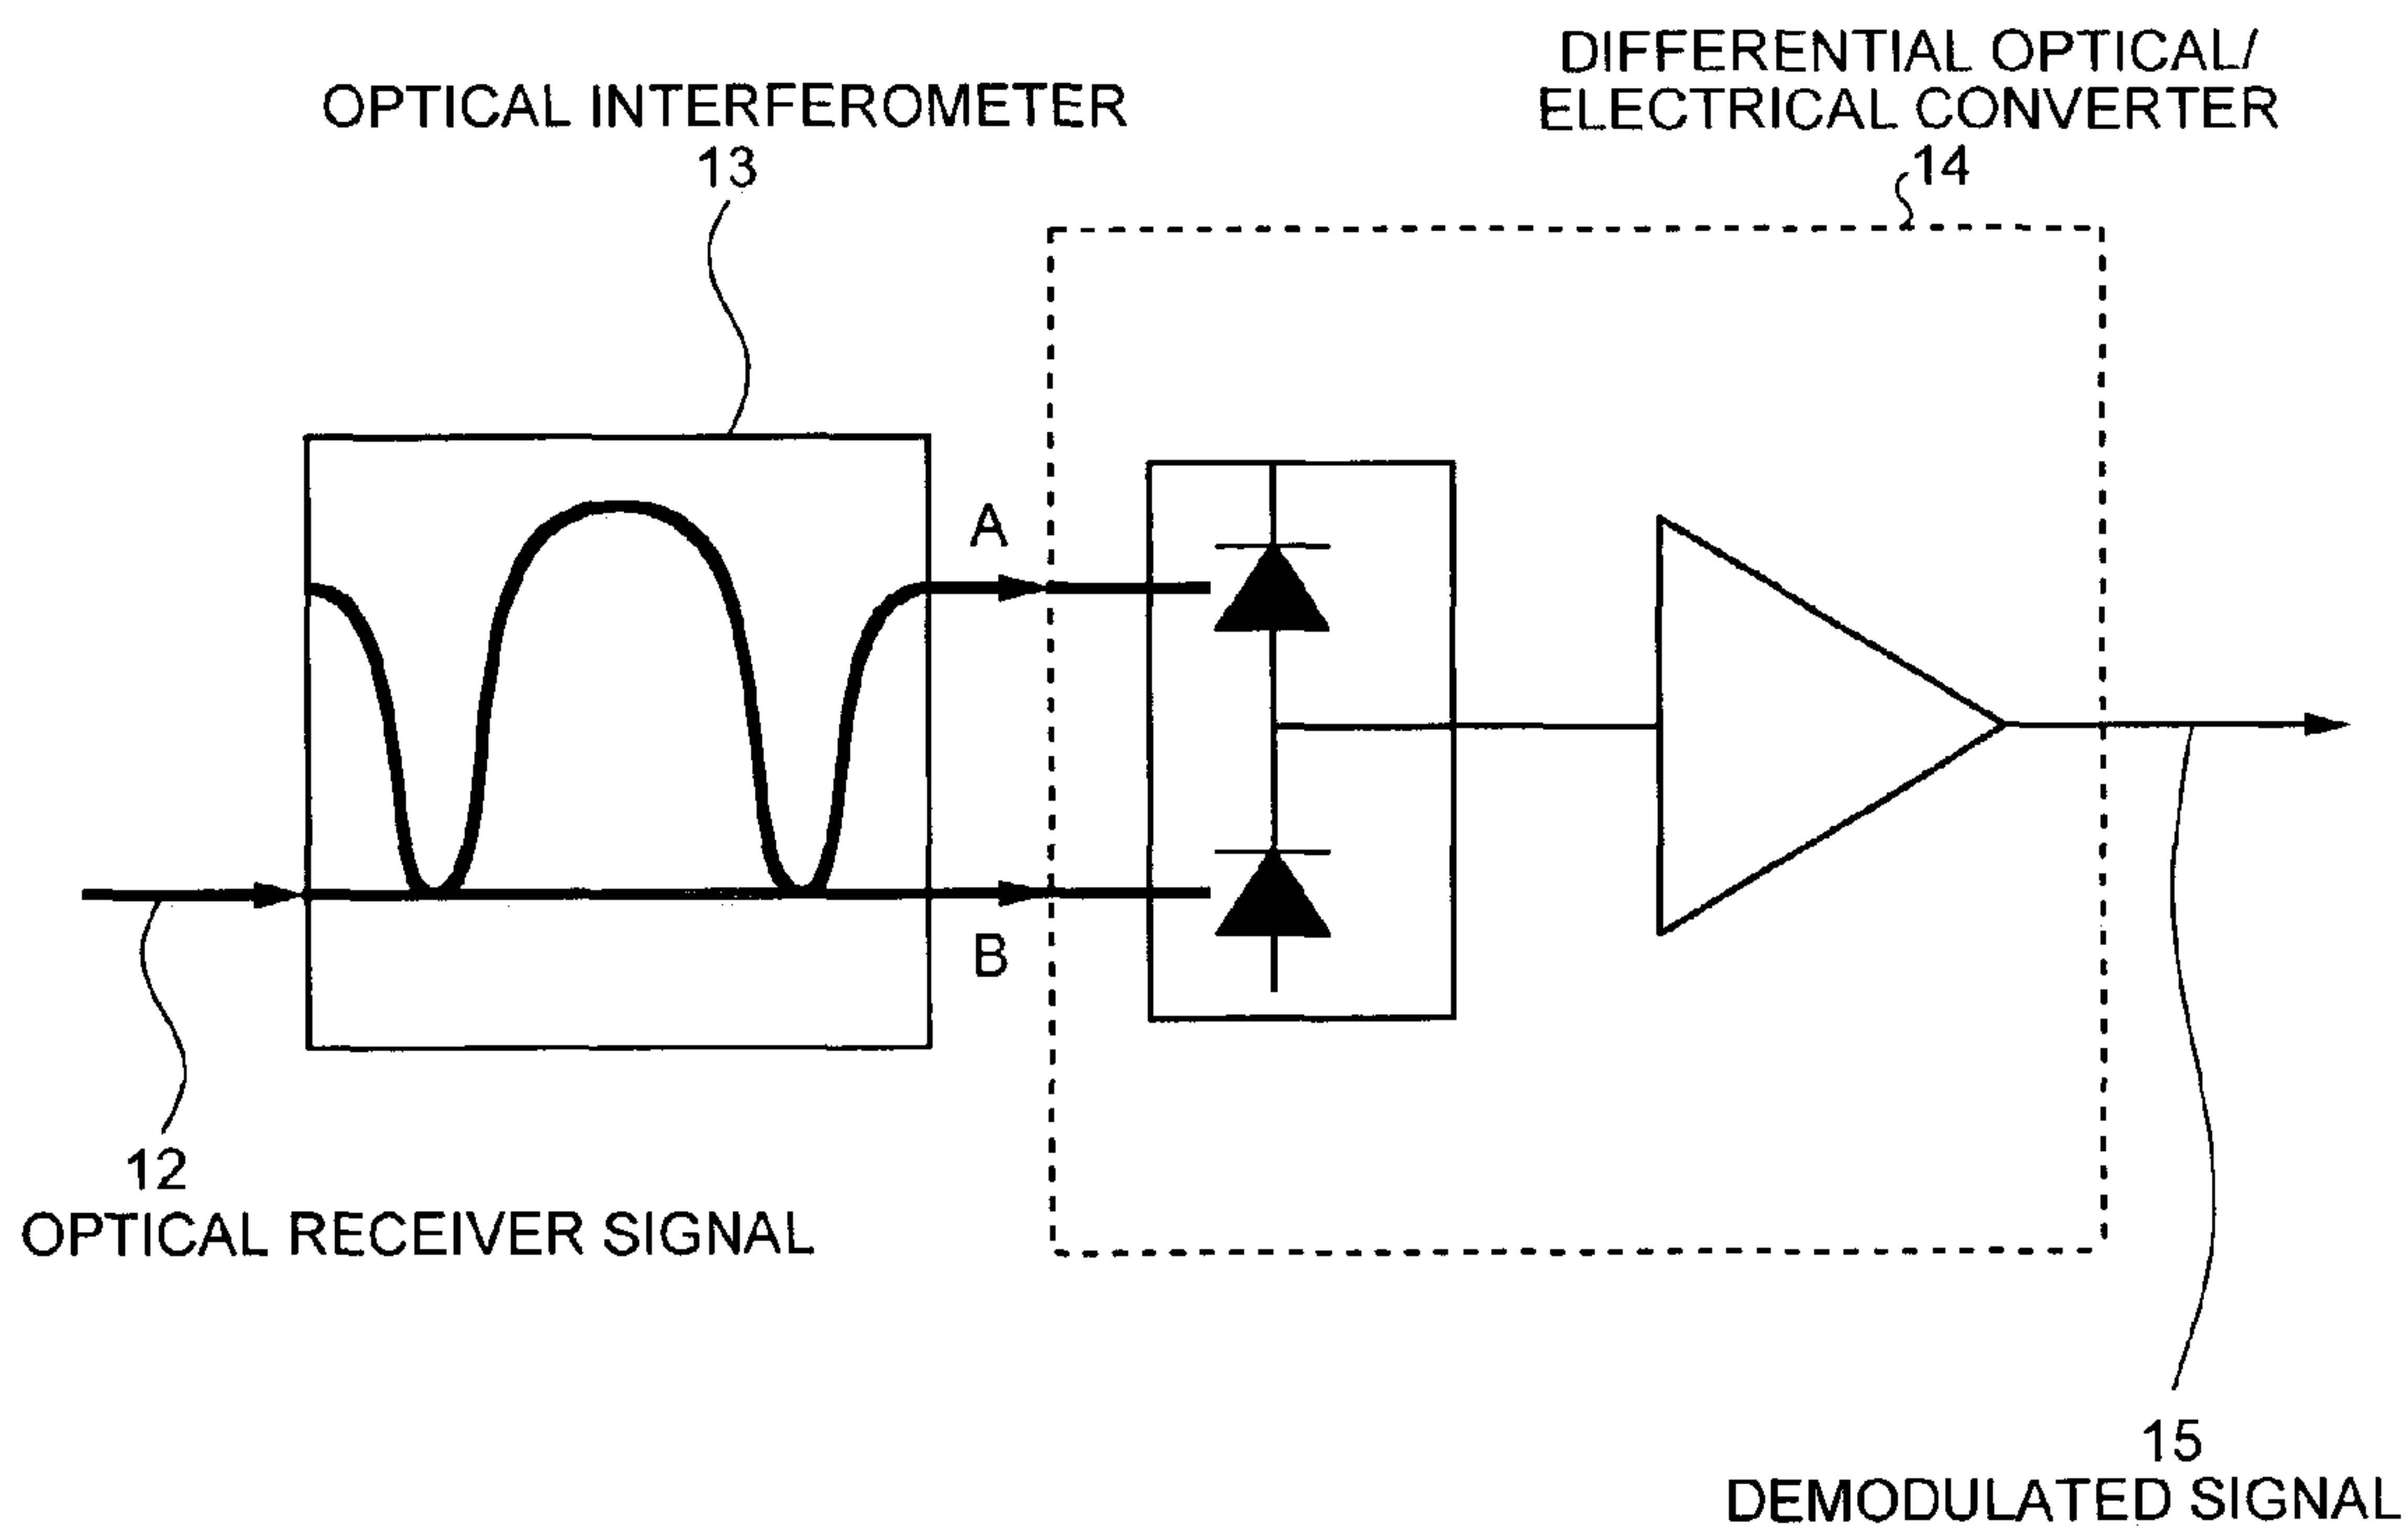 DIFFERENTIAL OPTICAL/
ELECTRICAL CONVERTER
14
OPTICAL INTERFEROMETER
13
A
B
12
OPTICAL RECEIVER SIGNAL
15
DEMODULATED SIGNAL